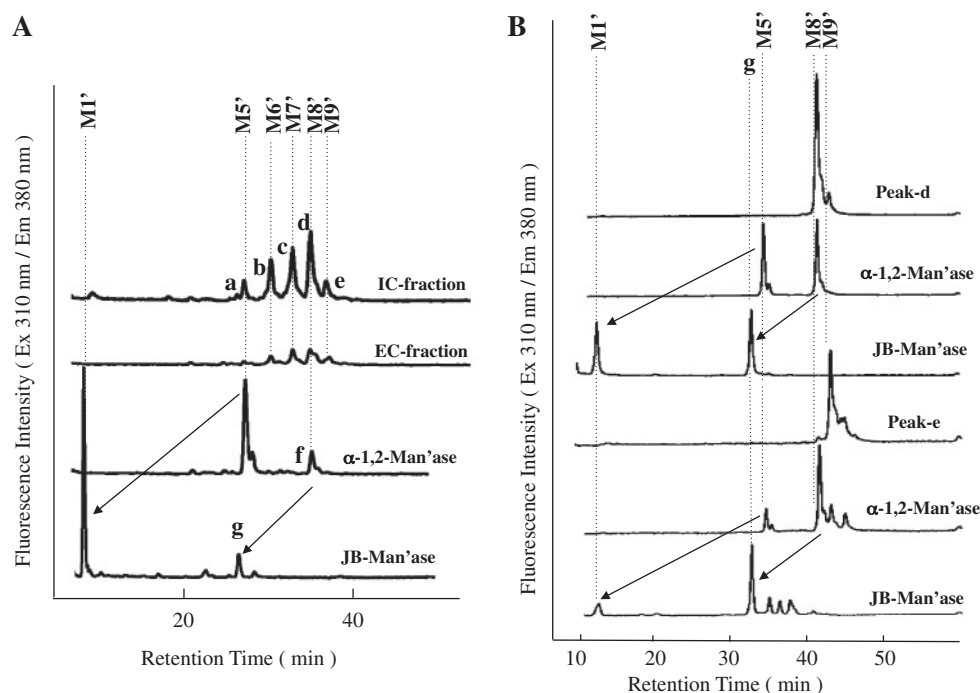 A
M1’
M5’
M6’
M7’
M8’
M9’
a
b
c
d
e
IC-fraction
EC-fraction
f
α-1,2-Man’ase
g
JB-Man’ase
20
40
Retention Time ( min )
Fluorescence Intensity ( Ex 310 nm / Em 380 nm )
B
M1’
g
M5’
M8’
M9’
Peak-d
α-1,2-Man’ase
JB-Man’ase
Peak-e
α-1,2-Man’ase
JB-Man’ase
10
20
30
40
50
Retention Time ( min )
Fluorescence Intensity ( Ex 310 nm / Em 380 nm )